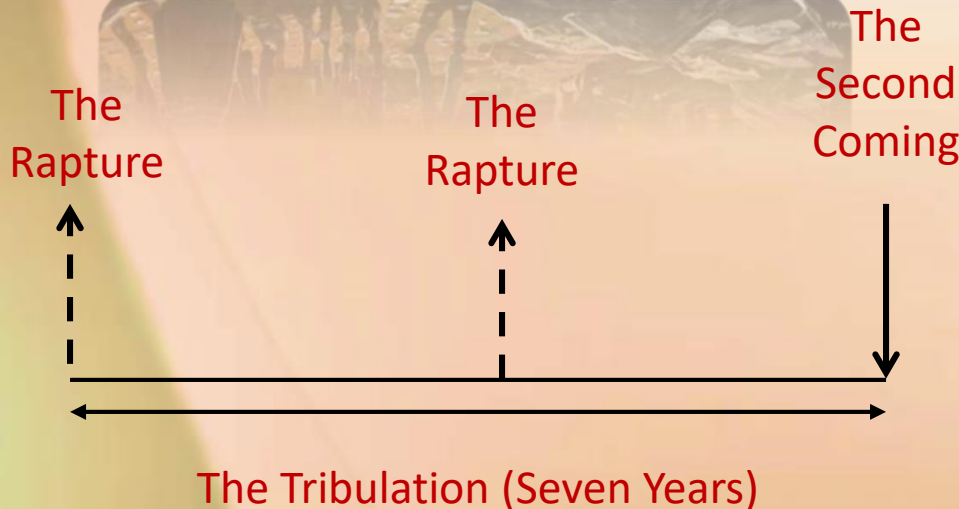 The
Rapture
The
Rapture
The
Second
Coming
The Tribulation (Seven Years)